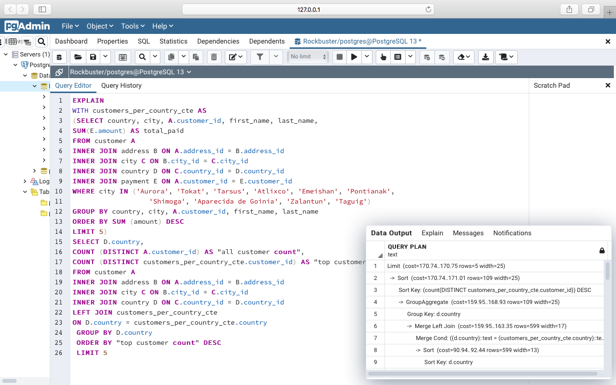 127.0.0.1
pgAdmin File Object Tools Help
Dashboard Properties SQL Statistics Dependencies Dependents Rockbuster/postgres@PostgreSQL 13 *
Servers (1)
Postgre
Data
Log
Tab
No limit
Rockbuster/postgres@PostgreSQL 13
Query Editor Query History Scratch Pad
1 EXPLAIN
2 WITH customers_per_country_cte AS
3 (SELECT country, city, A.customer_id, first_name, last_name,
4 SUM(E.amount) AS total_paid
5 FROM customer A
6 INNER JOIN address B ON A.address_id = B.address_id
7 INNER JOIN city C ON B.city_id = C.city_id
8 INNER JOIN country D ON C.country_id = D.country_id
9 INNER JOIN payment E ON A.customer_id = E.customer_id
10 WHERE city IN ('Aurora', 'Tokat', 'Tarsus', 'Atlixco', 'Emeishan', 'Pontianak',
11 'Shimoga', 'Aparecida de Goinia', 'Zalantun', 'Taguig')
12 GROUP BY country, city, A.customer_id, first_name, last_name
13 ORDER BY SUM (amount) DESC
14 LIMIT 5)
15 SELECT D.country,
16 COUNT (DISTINCT A.customer_id) AS "all customer count",
17 COUNT (DISTINCT customers_per_country_cte.customer_id) AS "top customer
18 FROM customer A
19 INNER JOIN address B ON A.address_id = B.address_id
20 INNER JOIN city C ON B.city_id = C.city_id
21 INNER JOIN country D ON C.country_id = D.country_id
22 LEFT JOIN customers_per_country_cte
23 ON D.country = customers_per_country_cte.country
24 GROUP BY D.country
25 ORDER BY "top customer count" DESC
26 LIMIT 5
Data Output Explain Messages Notifications
QUERY PLAN
text
1 Limit (cost=170.74..170.75 rows=5 width=25)
2 -> Sort (cost=170.74..171.01 rows=109 width=25)
3 Sort Key: (count(DISTINCT customers_per_country_cte.customer_id)) DESC
4 -> GroupAggregate (cost=159.95..168.93 rows=109 width=25)
5 Group Key: d.country
6 -> Merge Left Join (cost=159.95..163.35 rows=599 width=17)
7 Merge Cond: ((d.country)::text = (customers_per_country_cte.country)::te..
8 -> Sort (cost=90.94..92.44 rows=599 width=13)
9 Sort Key: d.country